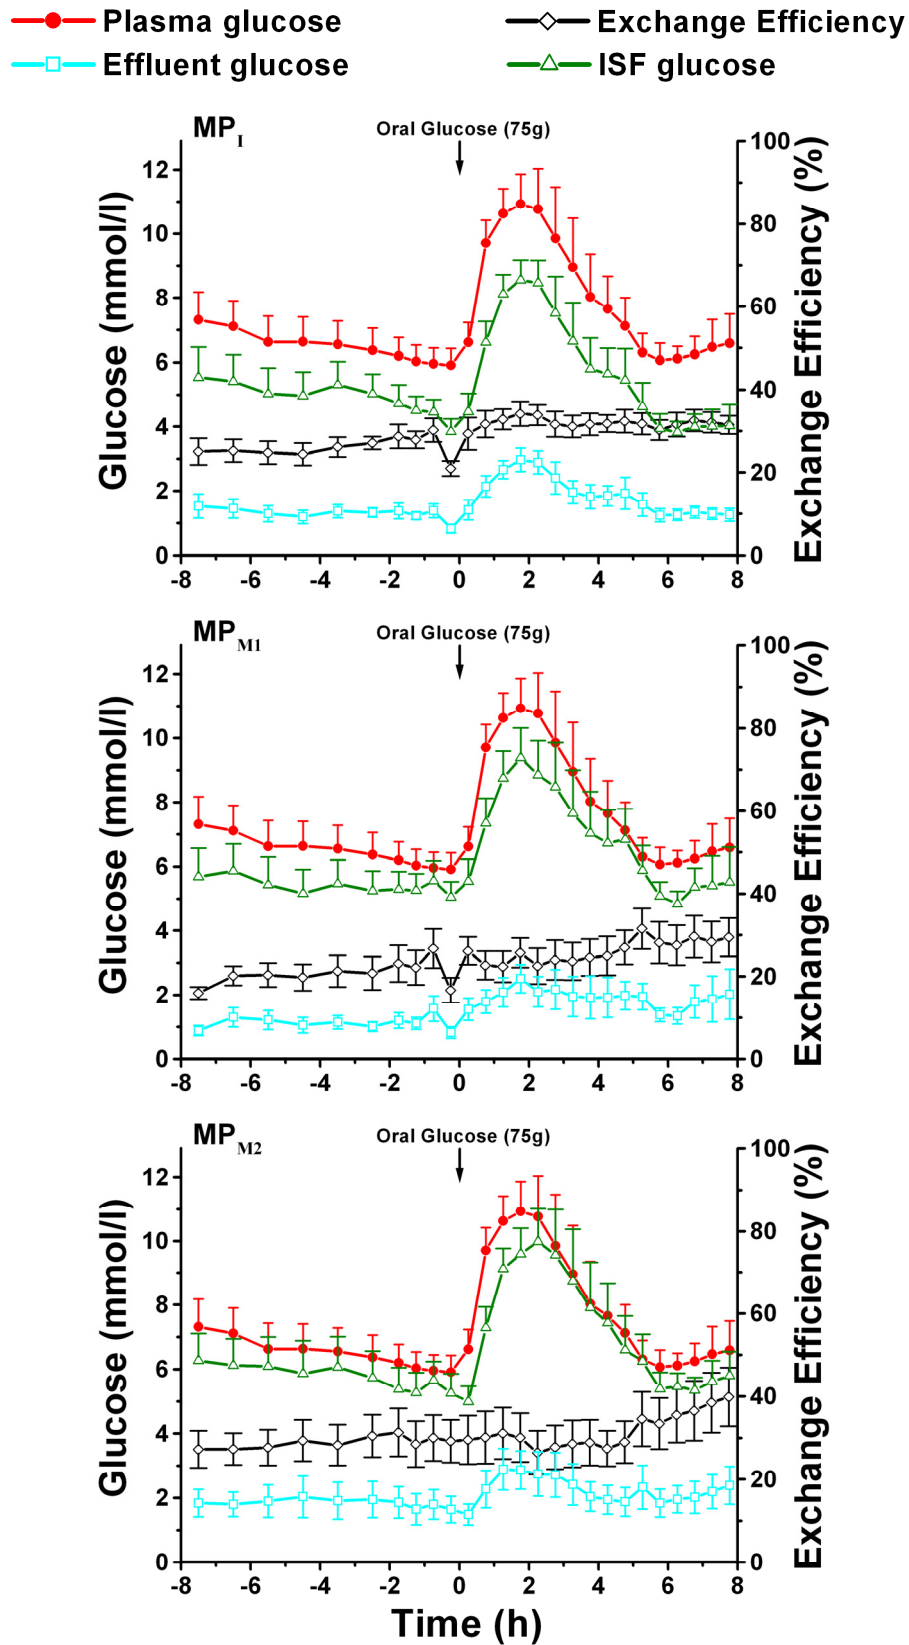 Plasma glucose Exchange Efficiency
Effluent glucose ISF glucose
MP I
Oral Glucose (75g)
Glucose (mmol/l)
12
10
8
6
4
2
0
Exchange Efficiency (%)
100
80
60
40
20
0
-8 -6 -4 -2 0 2 4 6 8
MP M1
Oral Glucose (75g)
Glucose (mmol/l)
12
10
8
6
4
2
0
Exchange Efficiency (%)
100
80
60
40
20
0
-8 -6 -4 -2 0 2 4 6 8
MP M2
Oral Glucose (75g)
Glucose (mmol/l)
12
10
8
6
4
2
0
Exchange Efficiency (%)
100
80
60
40
20
0
-8 -6 -4 -2 0 2 4 6 8
Time (h)